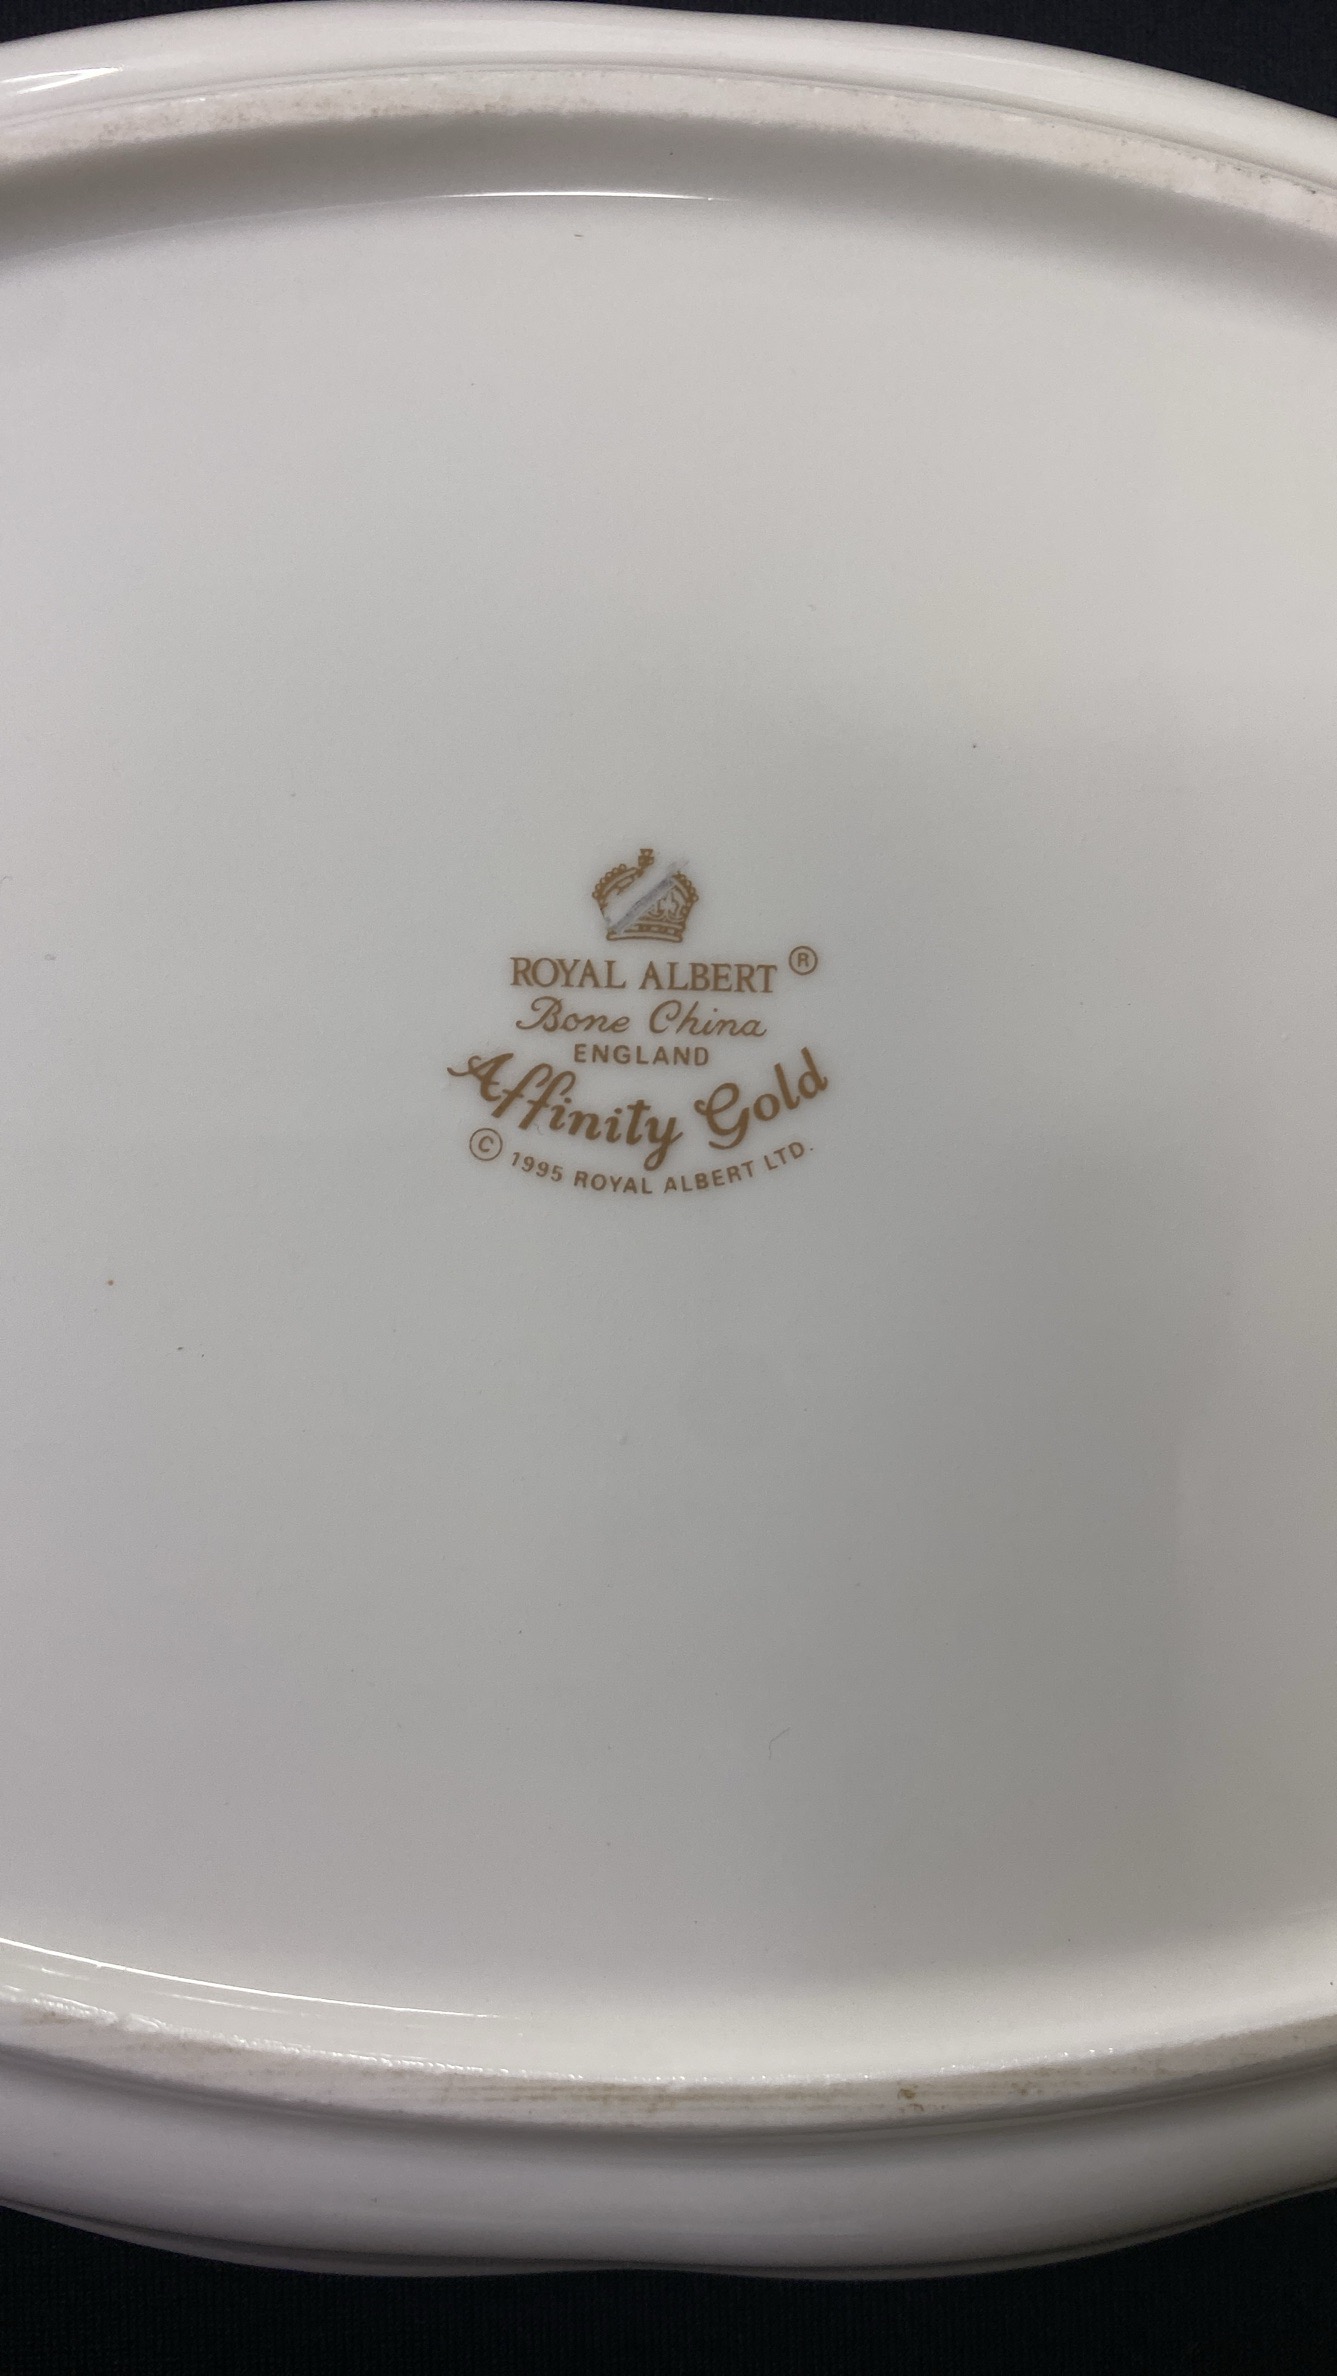 ROYAL ALBERT ®
Bone China
ENGLAND
Affinity Gold
© 1995 ROYAL ALBERT LTD.